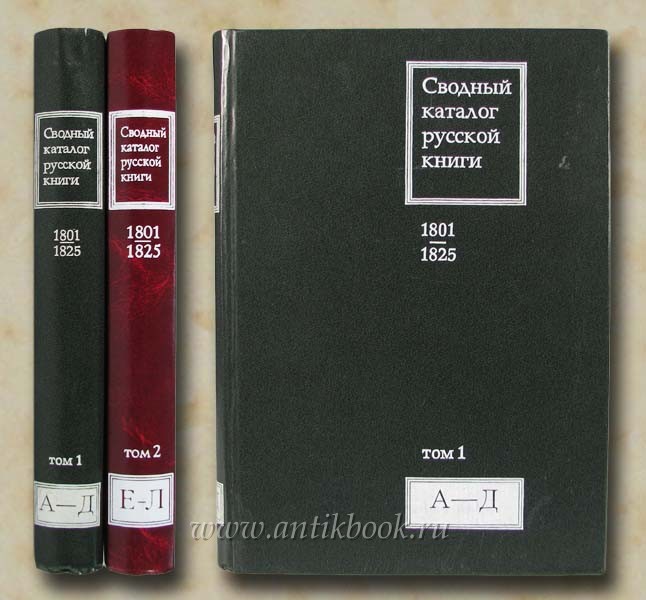 Сводный
каталог
русской
книги
1801
1825
том 1
А—Д
Сводный
каталог
русской
книги
1801
1825
том 2
Е-Л
Сводный
каталог
русской
книги
1801
1825
том 1
А—Д
www.antikbook.ru